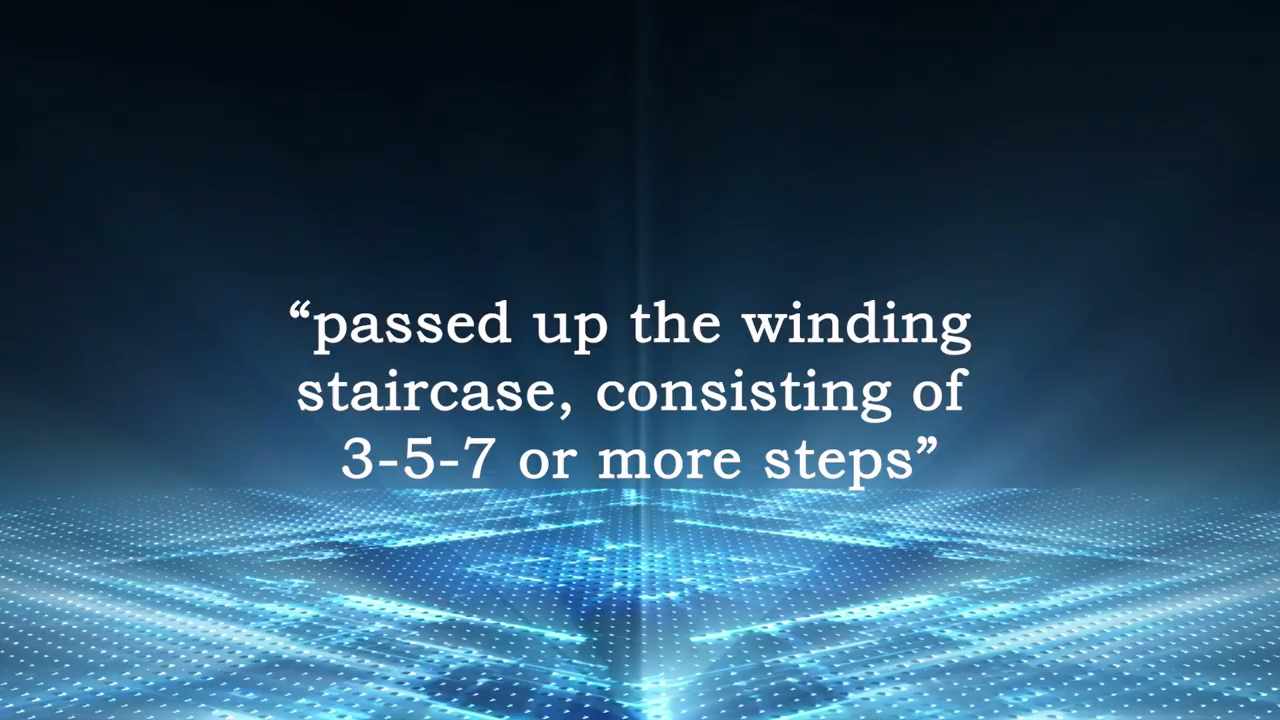 “passed up the winding
staircase, consisting of
3-5-7 or more steps”